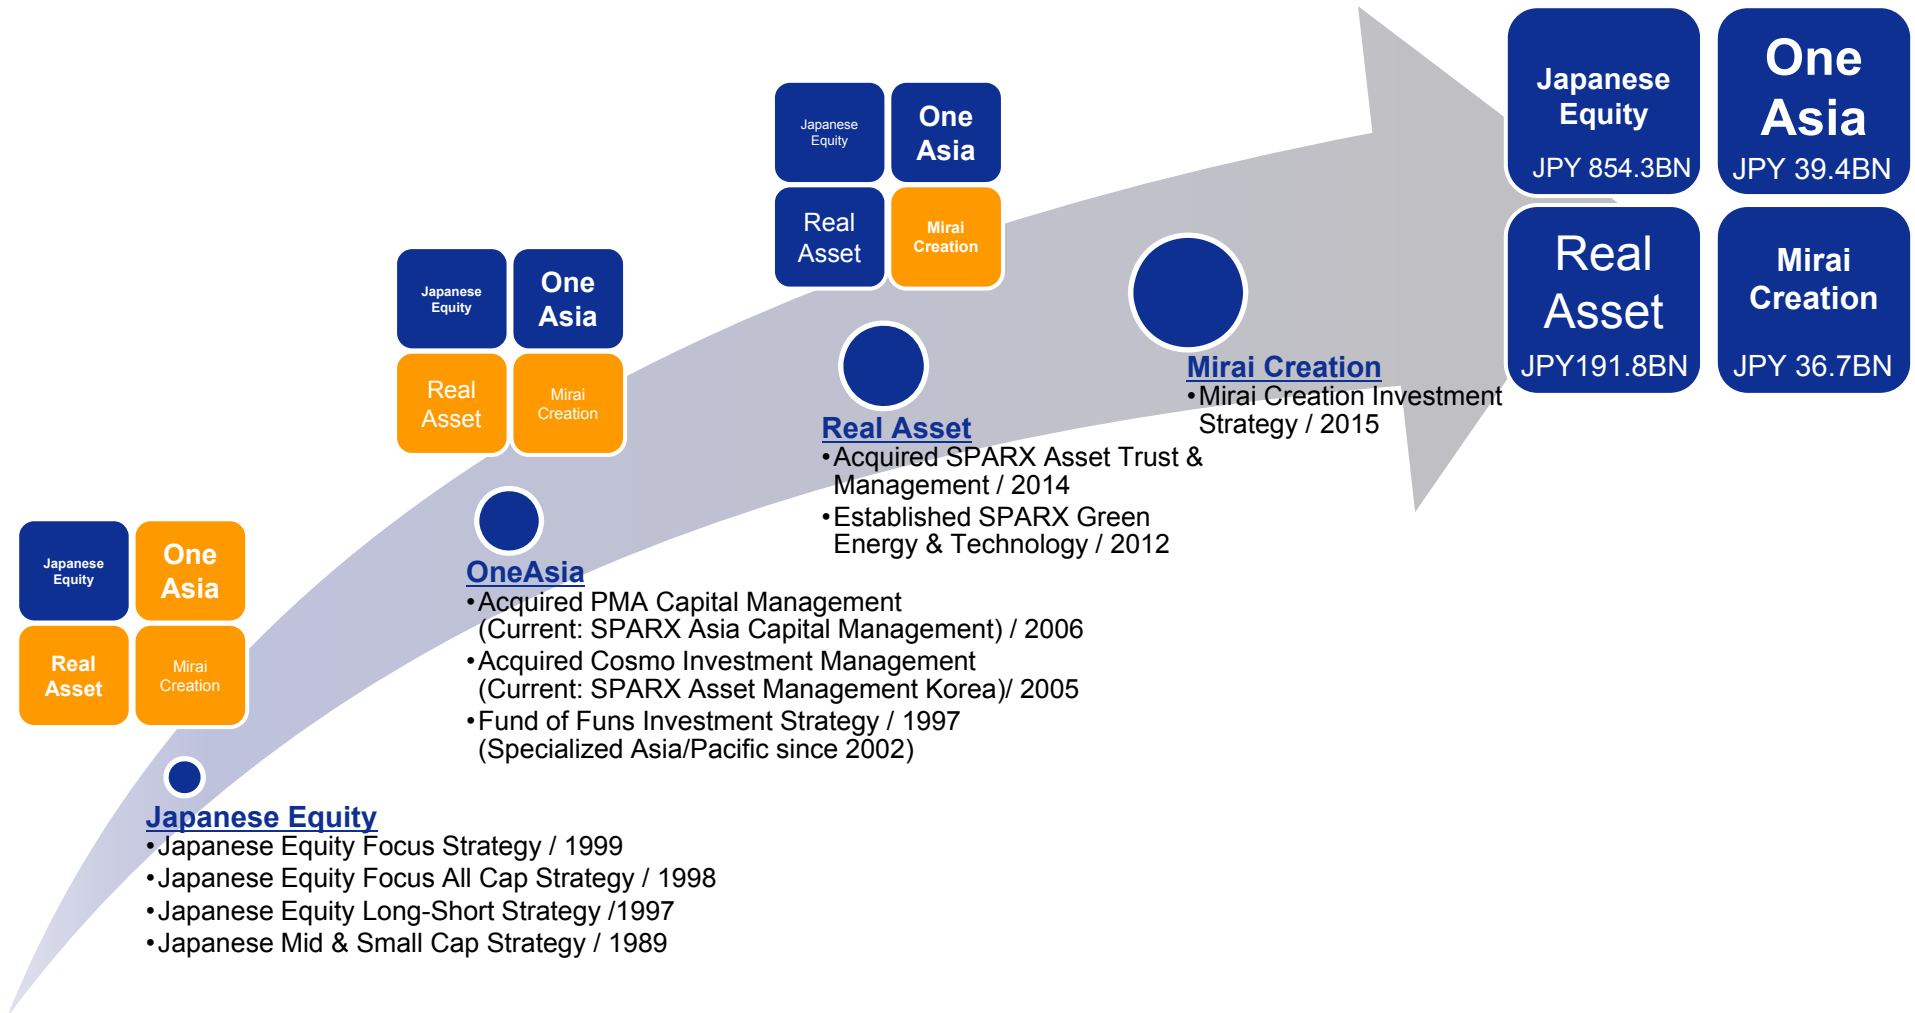 Japanese
Equity
One
Asia
Real
Asset
Mirai
Creation
Japanese Equity
•Japanese Equity Focus Strategy / 1999
•Japanese Equity Focus All Cap Strategy / 1998
•Japanese Equity Long-Short Strategy /1997
•Japanese Mid & Small Cap Strategy / 1989
Japanese
Equity
One
Asia
Real
Asset
Mirai
Creation
OneAsia
•Acquired PMA Capital Management
(Current: SPARX Asia Capital Management) / 2006
•Acquired Cosmo Investment Management
(Current: SPARX Asset Management Korea)/ 2005
•Fund of Funs Investment Strategy / 1997
(Specialized Asia/Pacific since 2002)
Japanese
Equity
One
Asia
Real
Asset
Mirai
Creation
Real Asset
•Acquired SPARX Asset Trust &
Management / 2014
•Established SPARX Green
Energy & Technology / 2012
Mirai Creation
•Mirai Creation Investment
Strategy / 2015
Japanese
Equity
JPY 854.3BN
One
Asia
JPY 39.4BN
Real
Asset
JPY191.8BN
Mirai
Creation
JPY 36.7BN